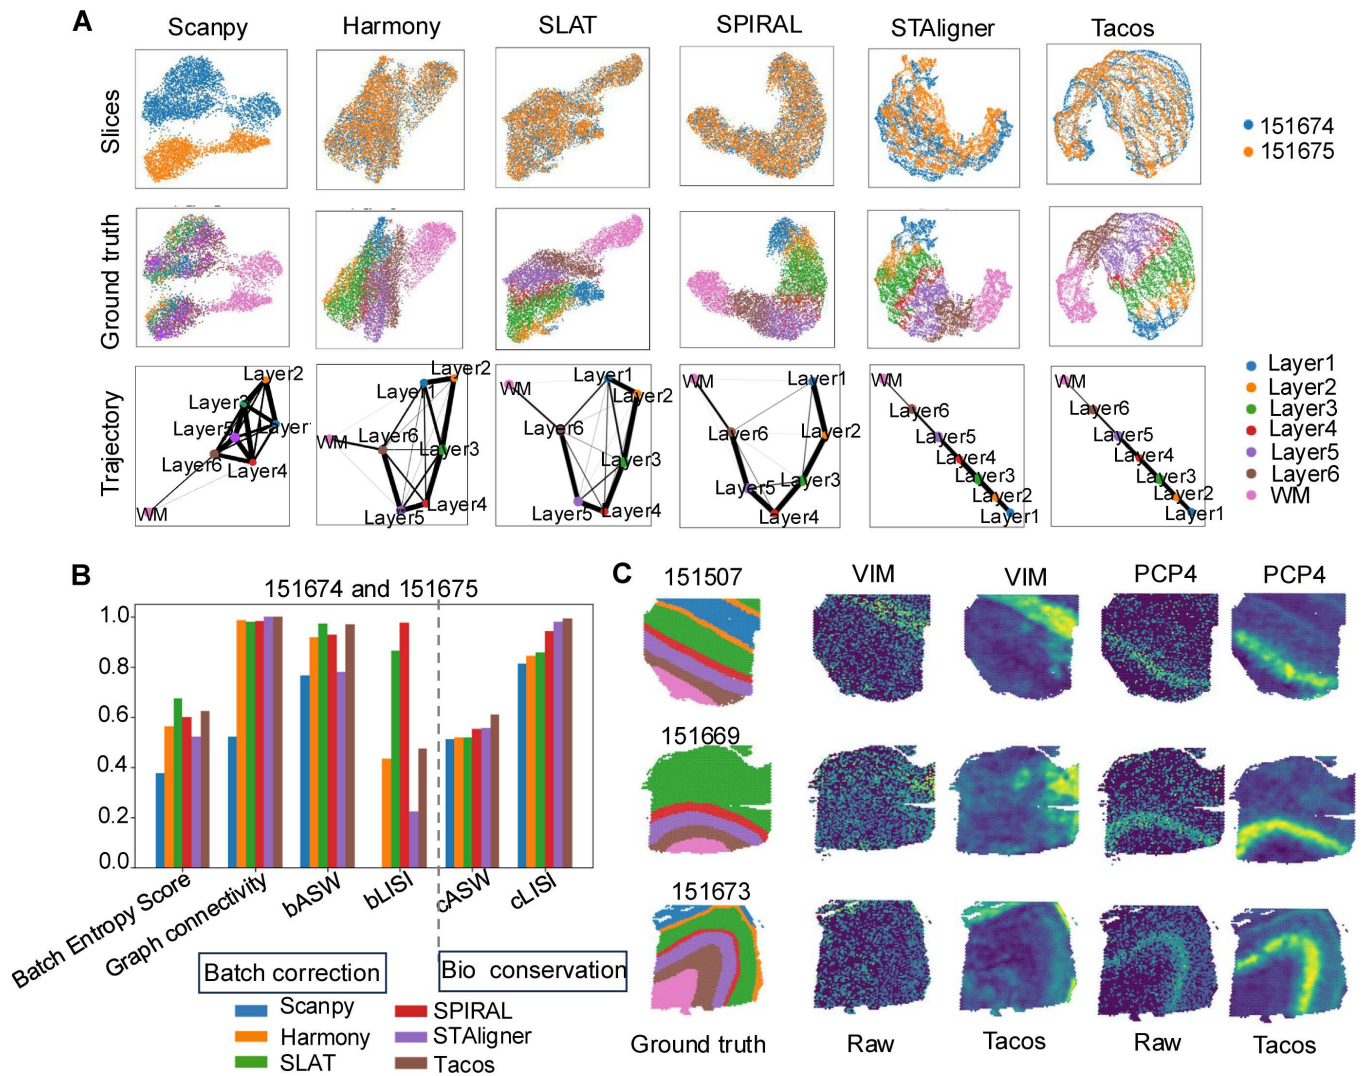 A
Scanpy Harmony SLAT SPIRAL STAligner Tacos
Slices
151674
151675
Ground truth
Trajectory
Layer2
Layer3
Layer
Layer5
Layer6
Layer4
WM
Layer2
Layer1
WM
Layer6
Layer3
Layer4
Layer5
WM
Layer1
Layer2
Layer6
Layer3
Layer5
Layer4
WM
Layer1
Layer6
Layer2
Layer5
Layer3
Layer4
WM
Layer6
Layer5
Layer4
Layer3
Layer2
Layer1
WM
Layer6
Layer5
Layer4
Layer3
Layer2
Layer1
Layer1
Layer2
Layer3
Layer4
Layer5
Layer6
WM
B
151674 and 151675
1.0
0.8
0.6
0.4
0.2
0.0
Batch Entropy Score
Graph connectivity
bASW
bLISI
cASW
cLISI
Batch correction
Bio conservation
Scanpy
Harmony
SLAT
SPIRAL
STAligner
Tacos
C
151507 VIM VIM PCP4 PCP4
151669
151673
Ground truth Raw Tacos Raw Tacos